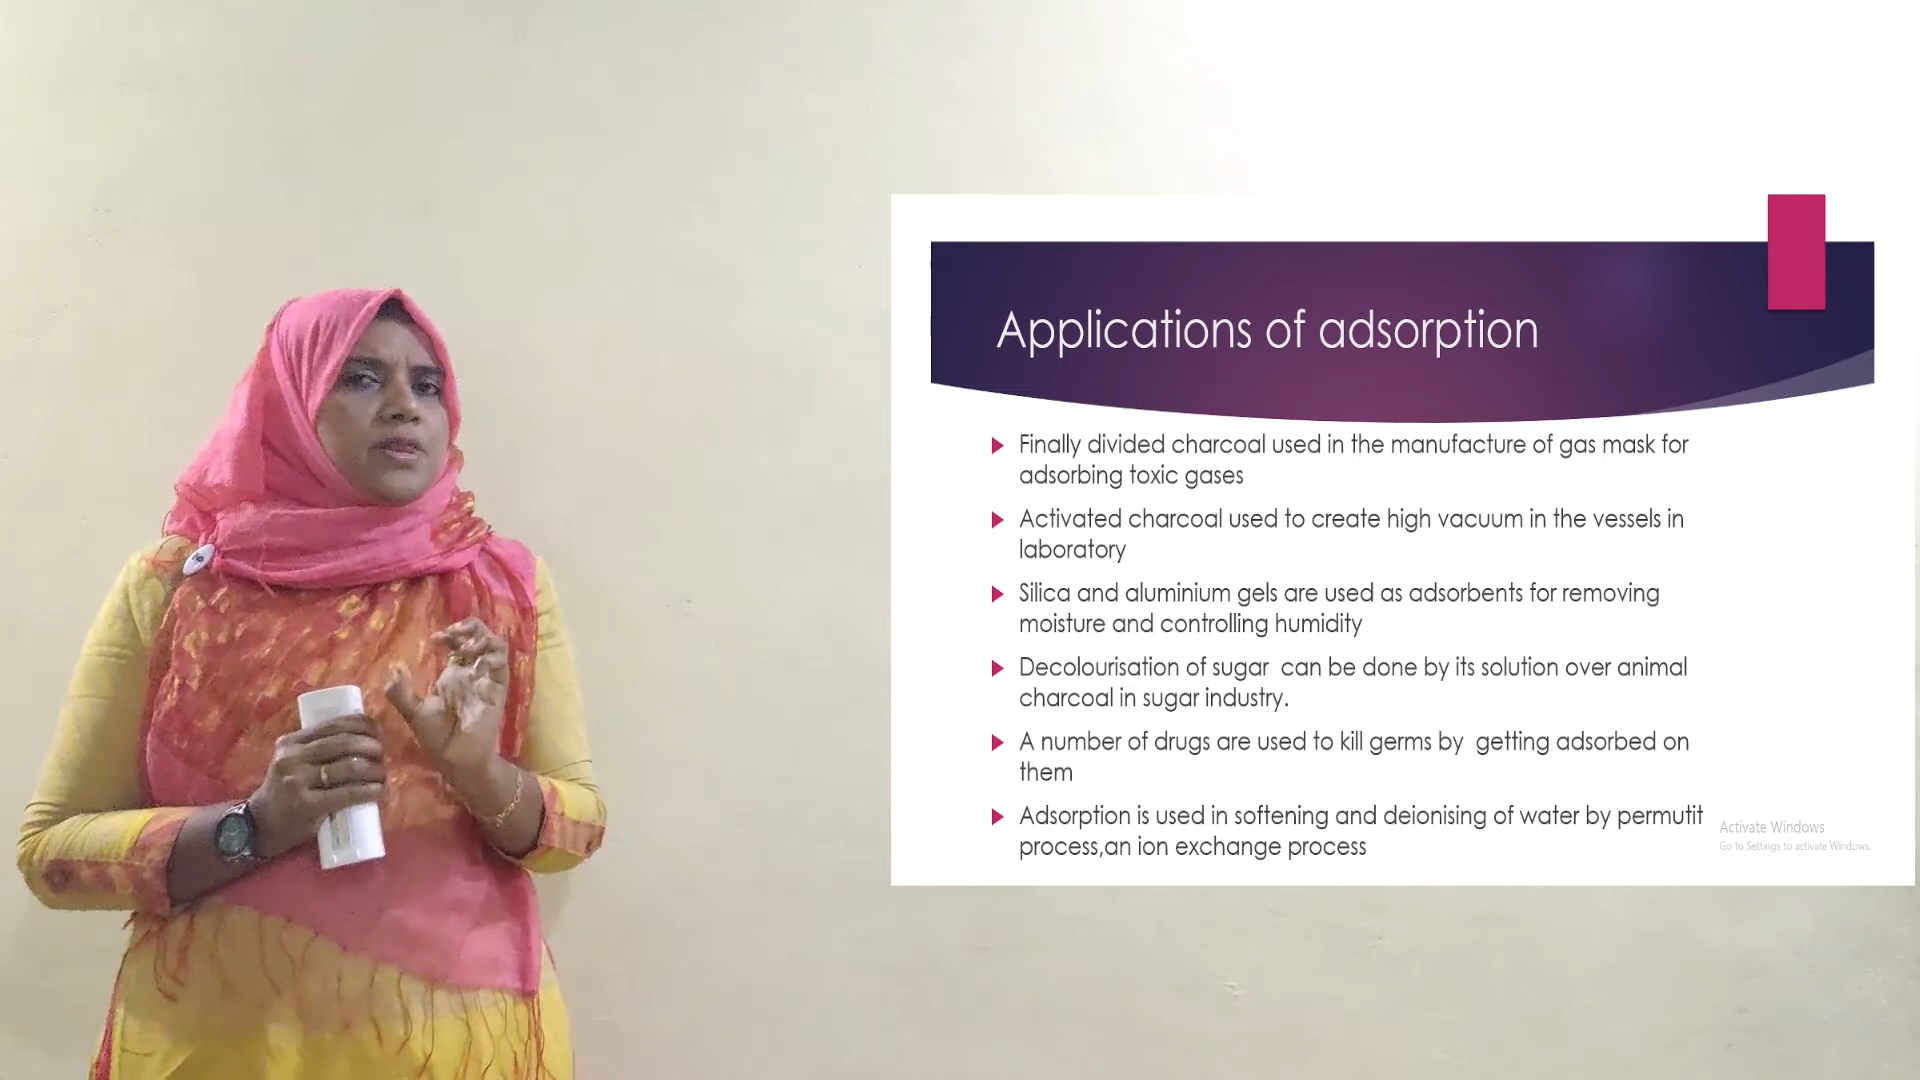 Applications of adsorption
Finally divided charcoal used in the manufacture of gas mask for
adsorbing toxic gases
Activated charcoal used to create high vacuum in the vessels in
laboratory
Silica and aluminium gels are used as adsorbents for removing
moisture and controlling humidity
Decolourisation of sugar  can be done by its solution over animal
charcoal in sugar industry.
A number of drugs are used to kill germs by  getting adsorbed on
them
Adsorption is used in softening and deionising of water by permutit
process,an ion exchange process
Activate Windows
Go to Settings to activate Windows.